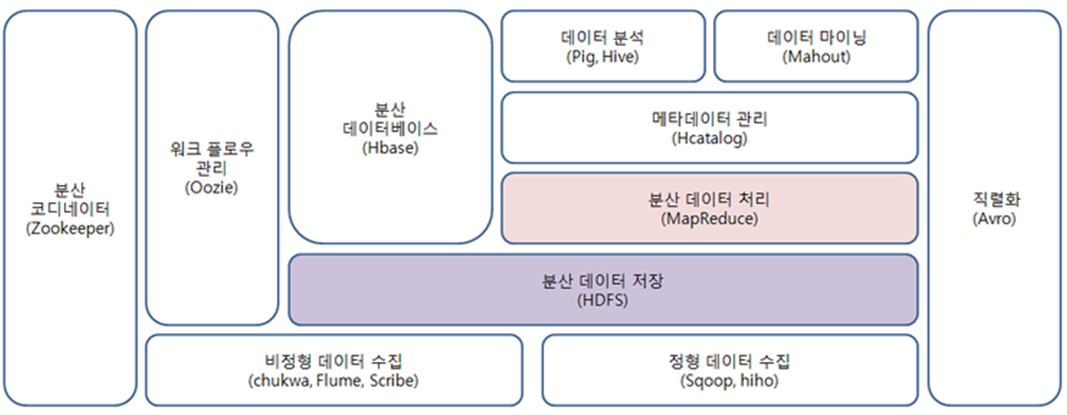 분산
코디네이터
(Zookeeper)
워크 플로우
관리
(Oozie)
분산
데이터베이스
(Hbase)
데이터 분석
(Pig, Hive)
데이터 마이닝
(Mahout)
메타데이터 관리
(Hcatalog)
분산 데이터 처리
(MapReduce)
분산 데이터 저장
(HDFS)
비정형 데이터 수집
(chukwa, Flume, Scribe)
정형 데이터 수집
(Sqoop, hiho)
직렬화
(Avro)